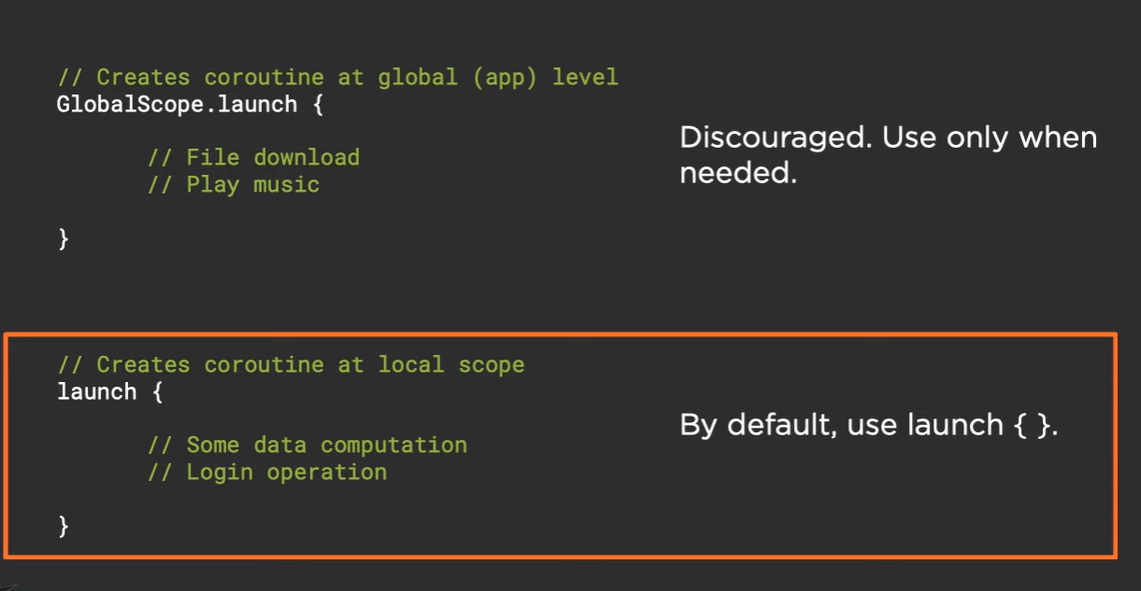 // Creates coroutine at global (app) level
GlobalScope.launch {
// File download
// Play music
}
Discouraged. Use only when
needed.
// Creates coroutine at local scope
launch {
// Some data computation
// Login operation
}
By default, use launch { }.